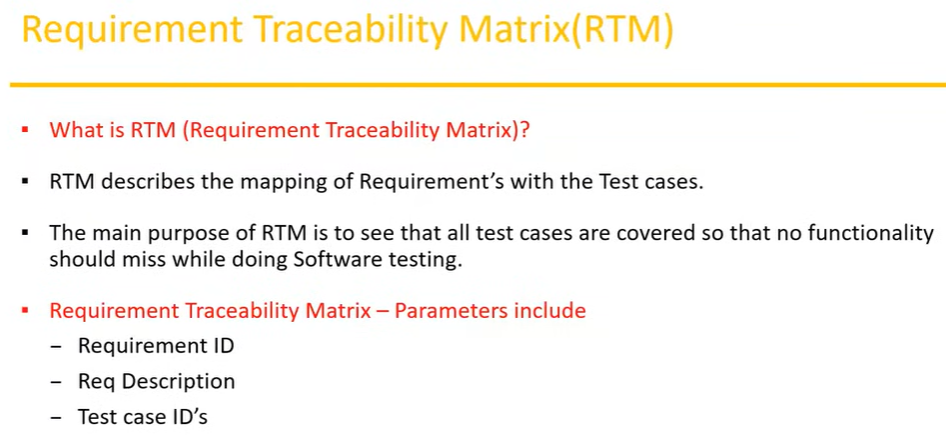 Requirement Traceability Matrix(RTM)
▪ What is RTM (Requirement Traceability Matrix)?
▪ RTM describes the mapping of Requirement’s with the Test cases.
▪ The main purpose of RTM is to see that all test cases are covered so that no functionality
should miss while doing Software testing.
▪ Requirement Traceability Matrix – Parameters include
– Requirement ID
– Req Description
– Test case ID’s